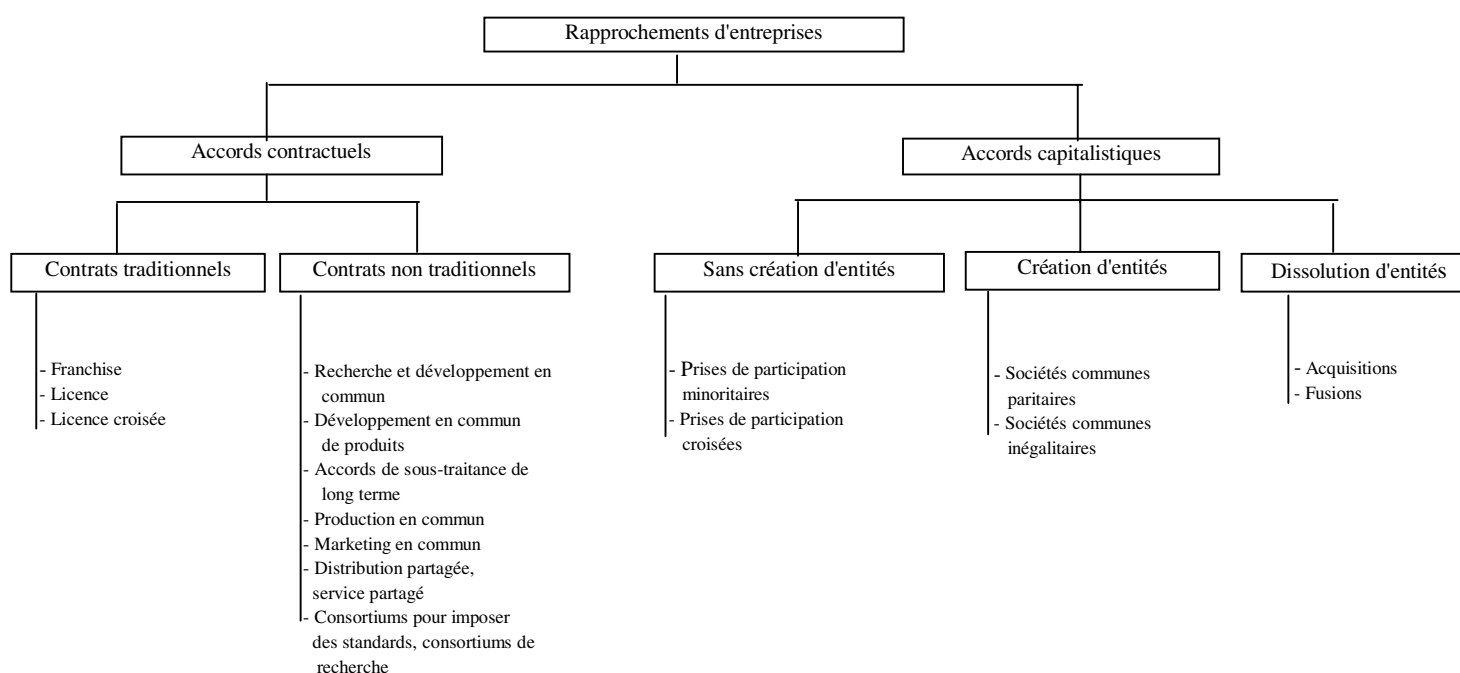 Rapprochements d'entreprises
Accords contractuels
Accords capitalistiques
Contrats traditionnels
Contrats non traditionnels
Sans création d'entités
Création d'entités
Dissolution d'entités
- Franchise
- Licence
- Licence croisée
- Recherche et développement en
commun
- Développement en commun
de produits
- Accords de sous-traitance de
long terme
- Production en commun
- Marketing en commun
- Distribution partagée,
service partagé
- Consortiums pour imposer
des standards, consortiums de
recherche
- Prises de participation
minoritaires
- Prises de participation
croisées
- Sociétés communes
paritaires
- Sociétés communes
inégalitaires
- Acquisitions
- Fusions